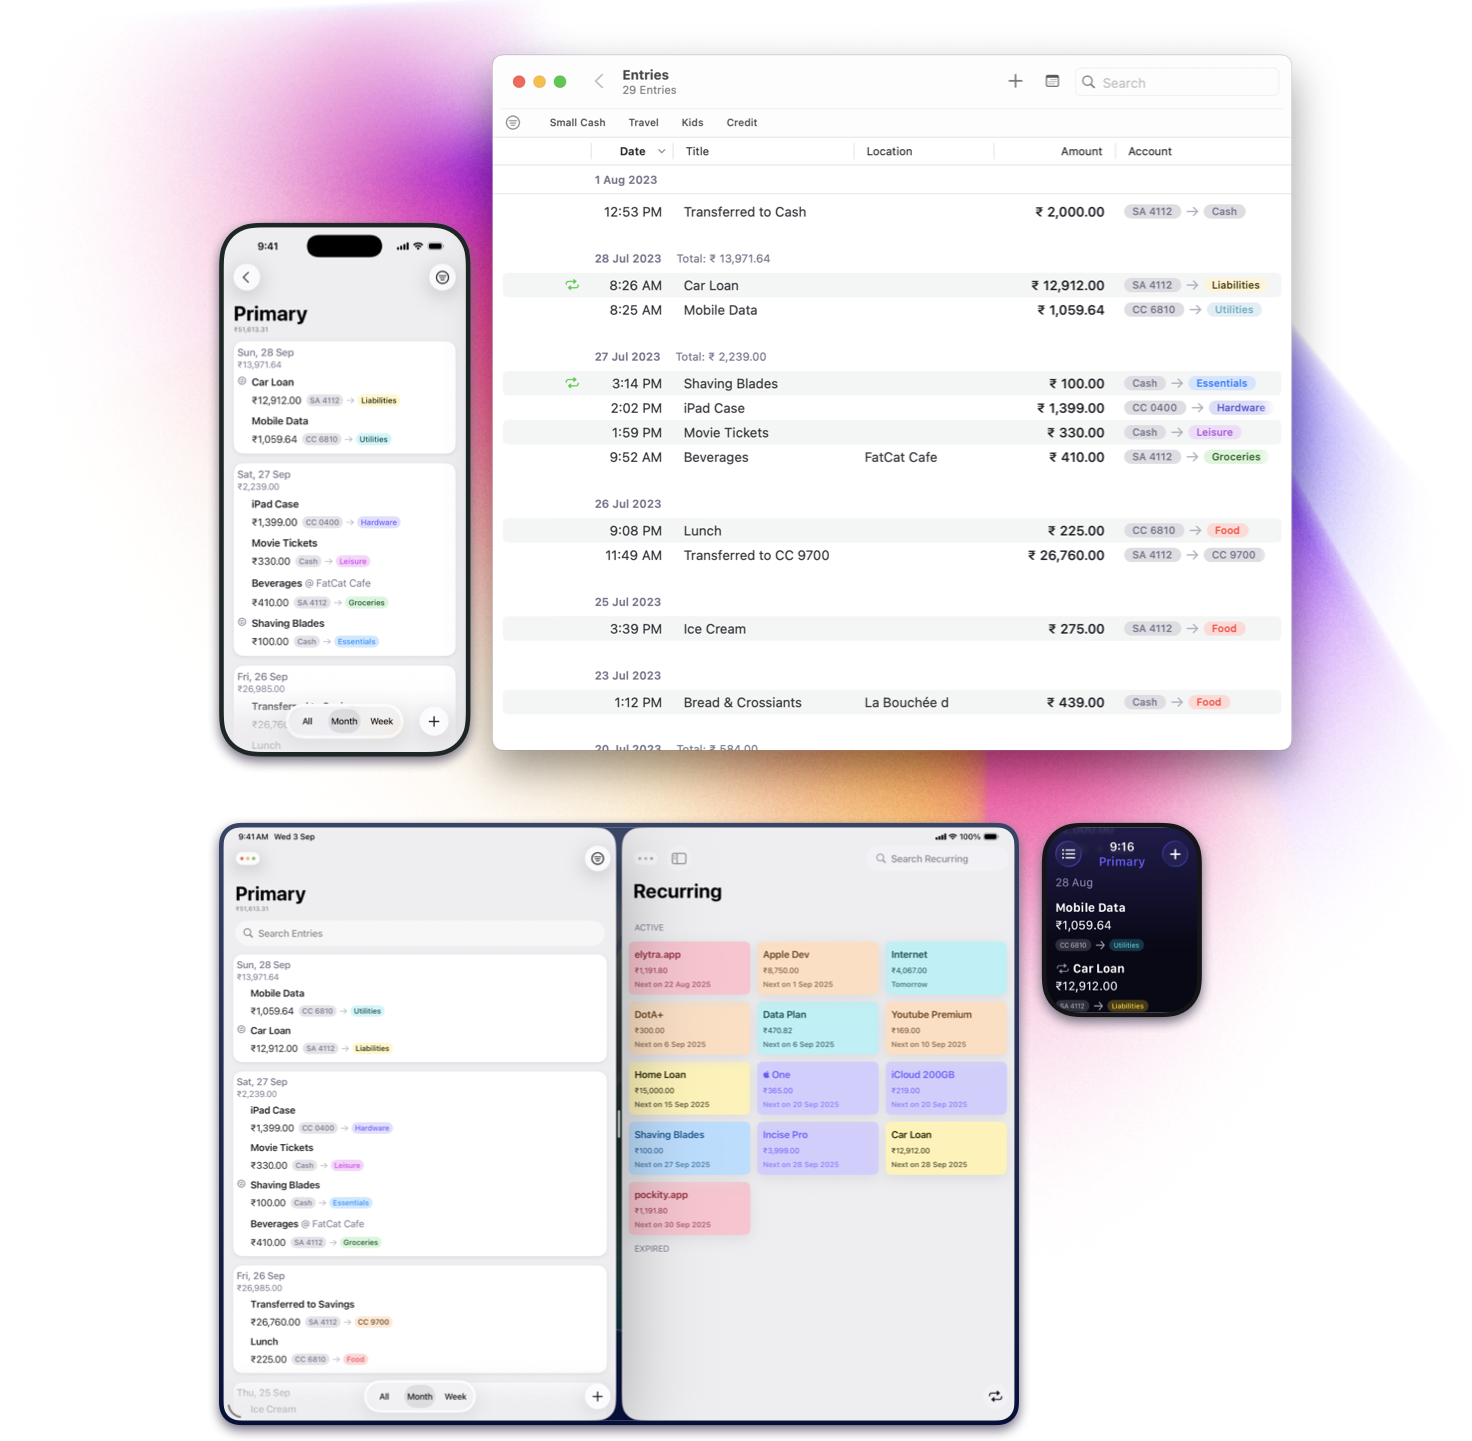 Entries
29 Entries
Search
Small Cash Travel Kids Credit
Date Title Location Amount Account
1 Aug 2023
12:53 PM Transferred to Cash ₹ 2,000.00 SA 4112 → Cash
28 Jul 2023 Total: ₹ 13,971.64
8:26 AM Car Loan ₹ 12,912.00 SA 4112 → Liabilities
8:25 AM Mobile Data ₹ 1,059.64 CC 6810 → Utilities
27 Jul 2023 Total: ₹ 2,239.00
3:14 PM Shaving Blades ₹ 100.00 Cash → Essentials
2:02 PM iPad Case ₹ 1,399.00 CC 0400 → Hardware
1:59 PM Movie Tickets ₹ 330.00 Cash → Leisure
9:52 AM Beverages FatCat Cafe ₹ 410.00 SA 4112 → Groceries
26 Jul 2023
9:08 PM Lunch ₹ 225.00 CC 6810 → Food
11:49 AM Transferred to CC 9700 ₹ 26,760.00 SA 4112 → CC 9700
25 Jul 2023
3:39 PM Ice Cream ₹ 275.00 SA 4112 → Food
23 Jul 2023
1:12 PM Bread & Crossiants La Bouchée d ₹ 439.00 Cash → Food
20 Jul 2023 Total: ₹ 584.00
9:41
Primary
₹51,613.31
Sun, 28 Sep
₹13,971.64
Car Loan
₹12,912.00 SA 4112 → Liabilities
Mobile Data
₹1,059.64 CC 6810 → Utilities
Sat, 27 Sep
₹2,239.00
iPad Case
₹1,399.00 CC 0400 → Hardware
Movie Tickets
₹330.00 Cash → Leisure
Beverages @ FatCat Cafe
₹410.00 SA 4112 → Groceries
Shaving Blades
₹100.00 Cash → Essentials
Fri, 26 Sep
₹26,985.00
All Month Week
Lunch
9:41 AM Wed 3 Sep
Primary
₹51,613.31
Search Entries
Sun, 28 Sep
₹13,971.64
Mobile Data
₹1,059.64 CC 6810 → Utilities
Car Loan
₹12,912.00 SA 4112 → Liabilities
Sat, 27 Sep
₹2,239.00
iPad Case
₹1,399.00 CC 0400 → Hardware
Movie Tickets
₹330.00 Cash → Leisure
Shaving Blades
₹100.00 Cash → Essentials
Beverages @ FatCat Cafe
₹410.00 SA 4112 → Groceries
Fri, 26 Sep
₹26,985.00
Transferred to Savings
₹26,760.00 SA 4112 → CC 9700
Lunch
₹225.00 CC 6810 → Food
Thu, 25 Sep
All Month Week
Ice Cream
100%
Search Recurring
Recurring
ACTIVE
elytra.app
₹1,191.80
Next on 22 Aug 2025
Apple Dev
₹8,750.00
Next on 1 Sep 2025
Internet
₹4,067.00
Tomorrow
DotA+
₹300.00
Next on 6 Sep 2025
Data Plan
₹470.82
Next on 6 Sep 2025
Youtube Premium
₹169.00
Next on 10 Sep 2025
Home Loan
₹15,000.00
Next on 15 Sep 2025
One
₹365.00
Next on 20 Sep 2025
iCloud 200GB
₹219.00
Next on 20 Sep 2025
Shaving Blades
₹100.00
Next on 27 Sep 2025
Incise Pro
₹3,999.00
Next on 28 Sep 2025
Car Loan
₹12,912.00
Next on 28 Sep 2025
pockity.app
₹1,191.80
Next on 30 Sep 2025
EXPIRED
9:16
Primary
28 Aug
Mobile Data
₹1,059.64
CC 6810 → Utilities
Car Loan
₹12,912.00
SA 4112 → Liabilities